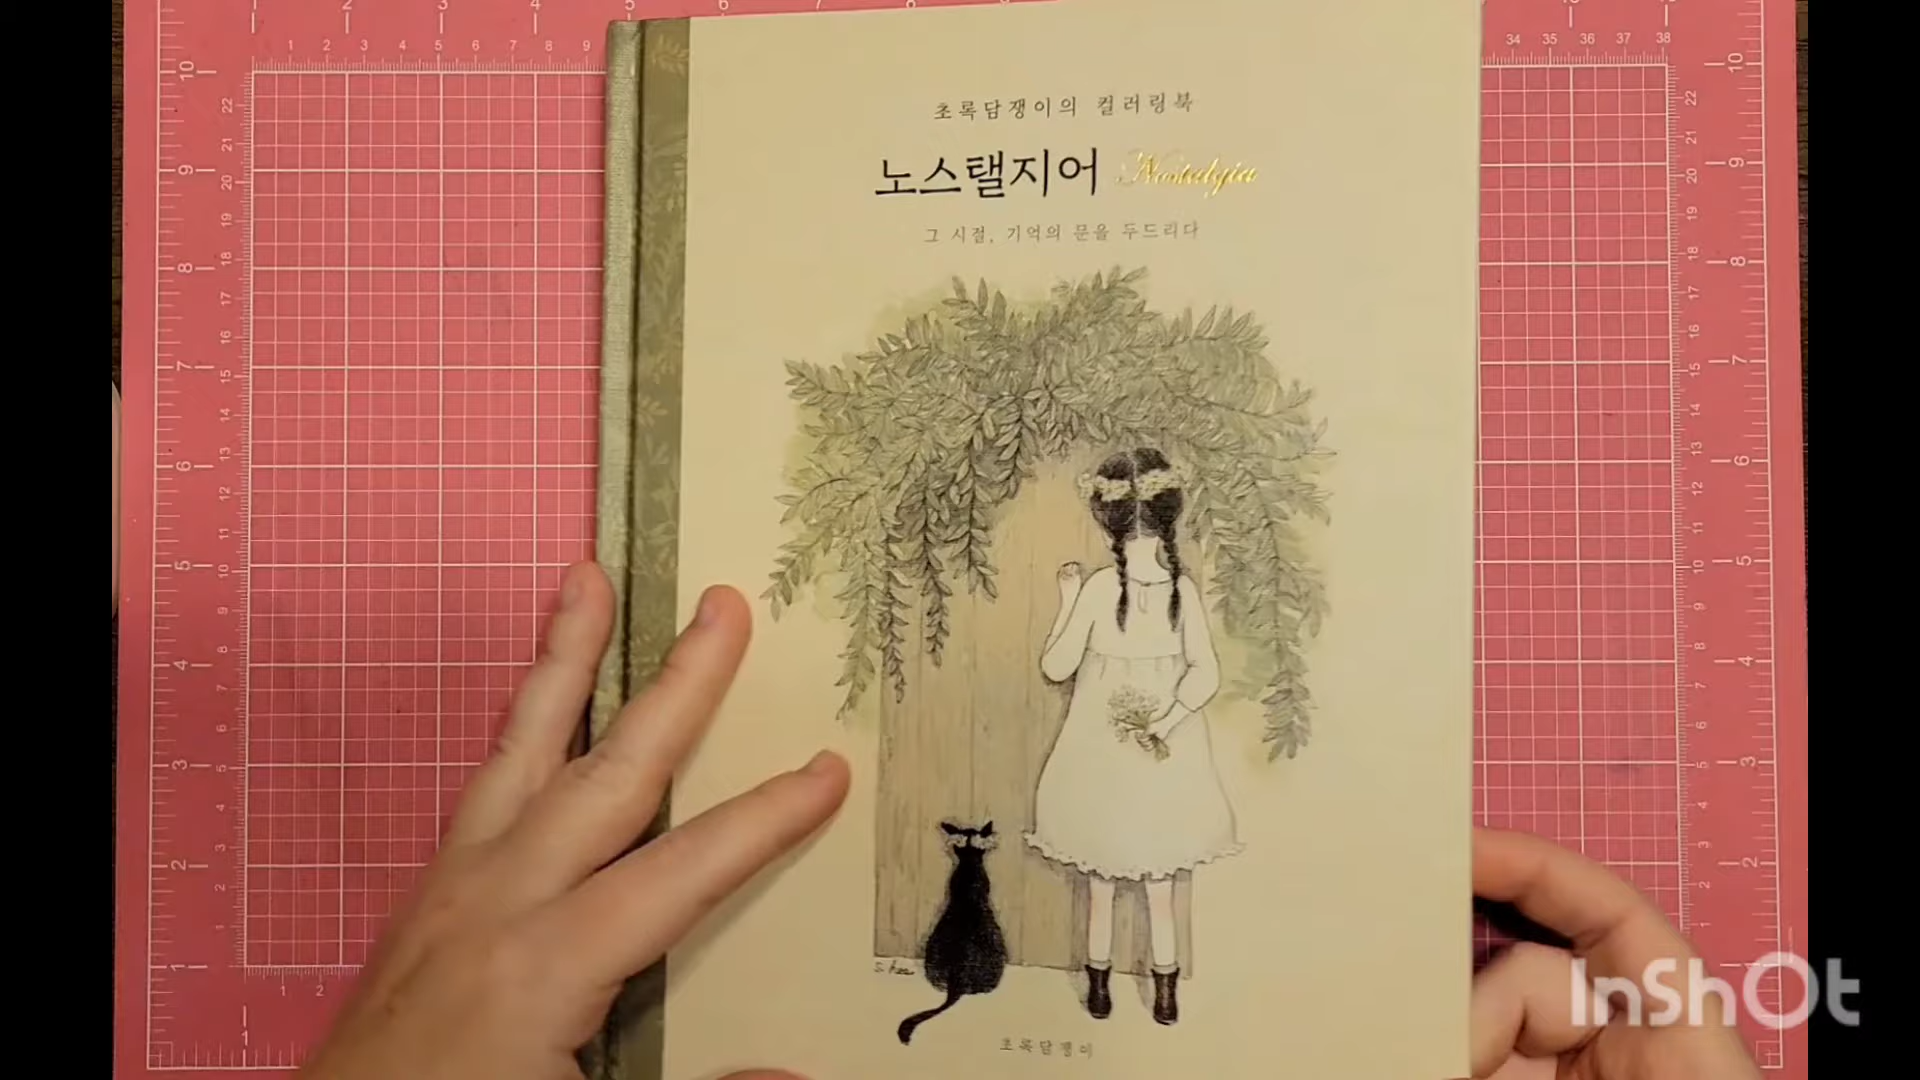 초록담쟁이의 컬러링북
노스탤지어 Nostalgia
그 시절, 기억의 문을 두드리다
초록담쟁이
InShOt